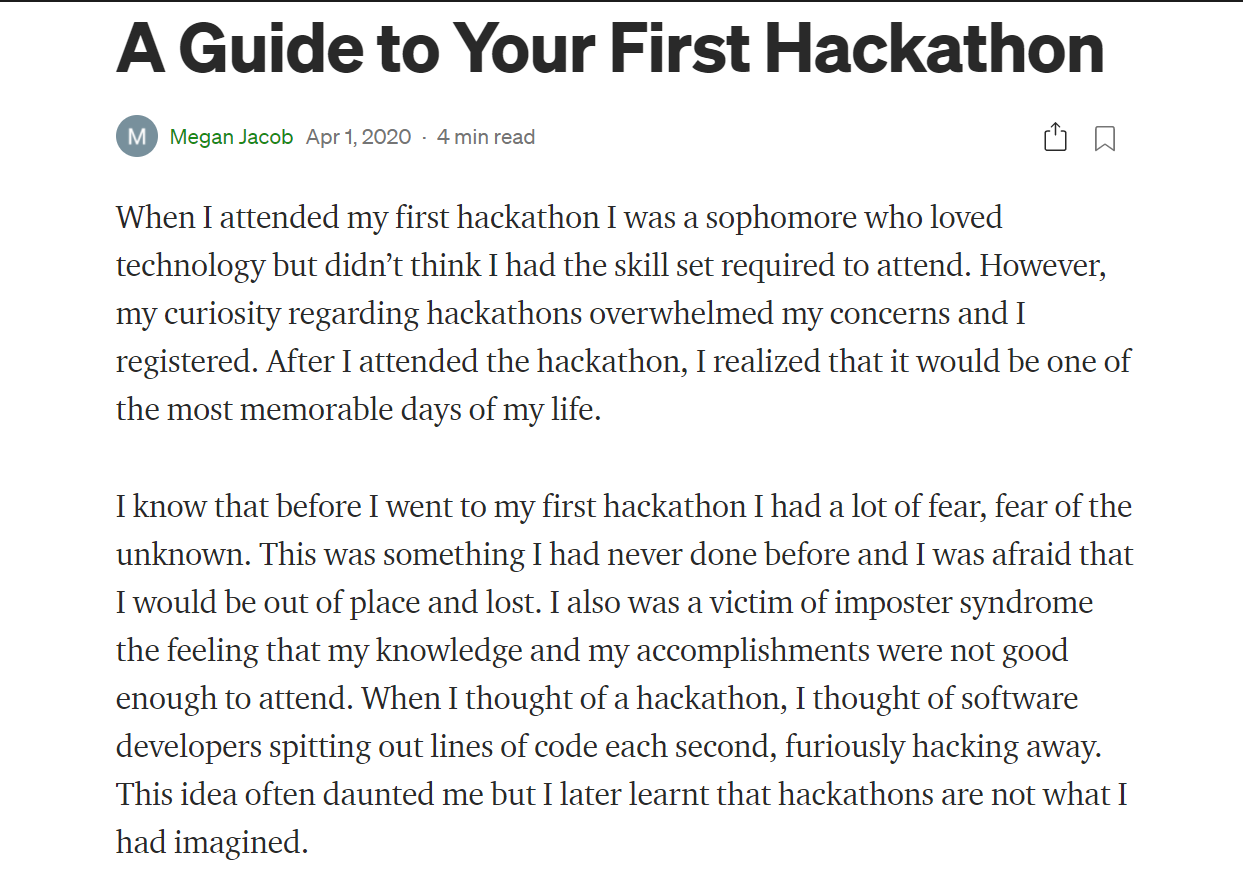 A Guide to Your First Hackathon
M
Megan Jacob Apr 1, 2020 · 4 min read
When I attended my first hackathon I was a sophomore who loved
technology but didn’t think I had the skill set required to attend. However,
my curiosity regarding hackathons overwhelmed my concerns and I
registered. After I attended the hackathon, I realized that it would be one of
the most memorable days of my life.
I know that before I went to my first hackathon I had a lot of fear, fear of the
unknown. This was something I had never done before and I was afraid that
I would be out of place and lost. I also was a victim of imposter syndrome
the feeling that my knowledge and my accomplishments were not good
enough to attend. When I thought of a hackathon, I thought of software
developers spitting out lines of code each second, furiously hacking away.
This idea often daunted me but I later learnt that hackathons are not what I
had imagined.